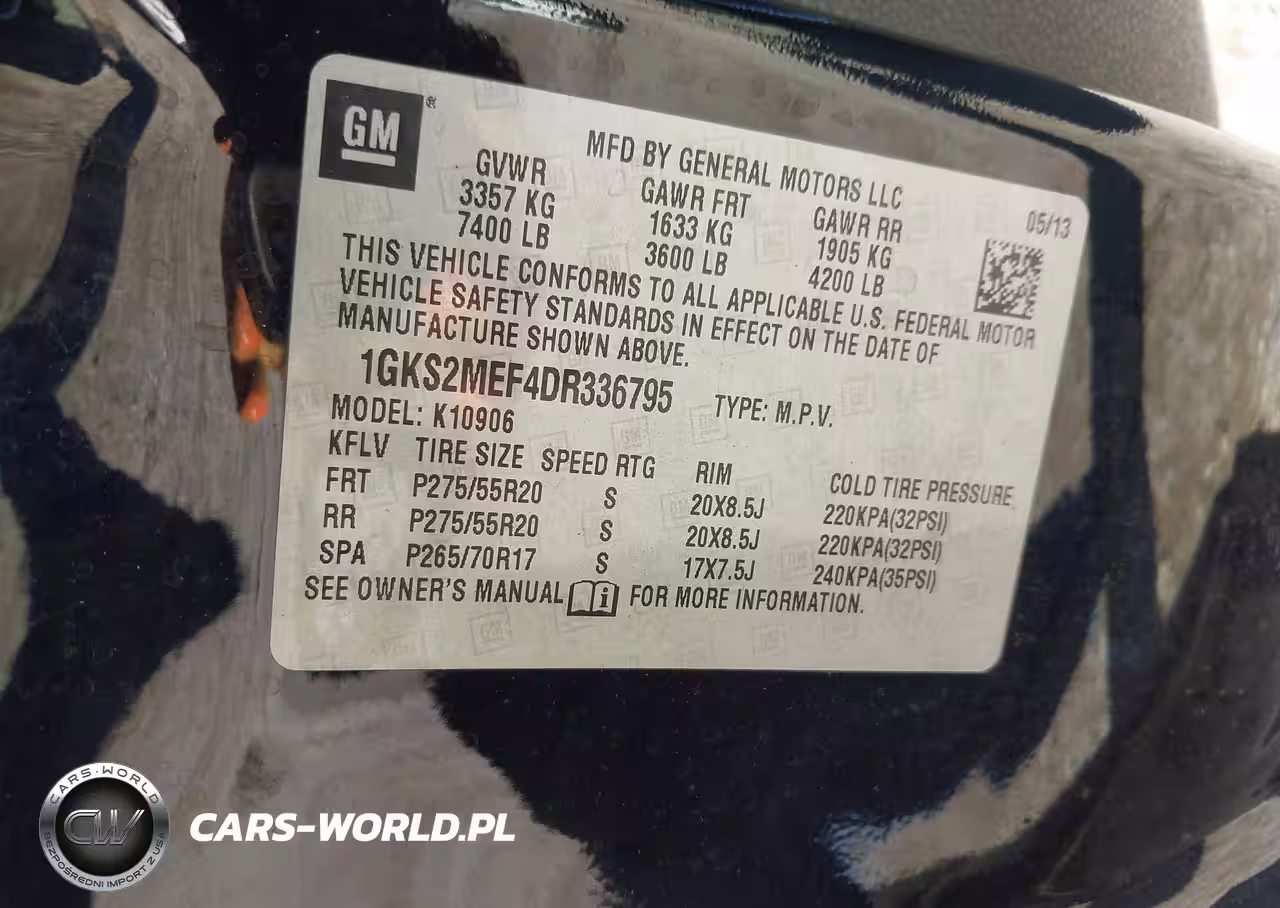 GM
MFD BY GENERAL MOTORS LLC
05/13
GVWR GAWR FRT GAWR RR
3357 KG 1633 KG 1905 KG
7400 LB 3600 LB 4200 LB
THIS VEHICLE CONFORMS TO ALL APPLICABLE U.S. FEDERAL MOTOR
VEHICLE SAFETY STANDARDS IN EFFECT ON THE DATE OF
MANUFACTURE SHOWN ABOVE.
1GKS2MEF4DR336795 TYPE: M.P.V.
MODEL: K10906
KFLV TIRE SIZE SPEED RTG RIM COLD TIRE PRESSURE
FRT P275/55R20 S 20X8.5J 220KPA(32PSI)
RR P275/55R20 S 20X8.5J 220KPA(32PSI)
SPA P265/70R17 S 17X7.5J 240KPA(35PSI)
SEE OWNER'S MANUAL i FOR MORE INFORMATION.
CARS-WORLD
CW
BEZPOŚREDNI IMPORT Z USA
CARS-WORLD.PL